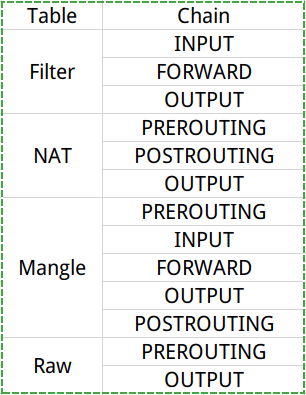 Table Chain
Filter INPUT
FORWARD
OUTPUT
NAT PREROUTING
POSTROUTING
OUTPUT
Mangle PREROUTING
INPUT
FORWARD
OUTPUT
POSTROUTING
Raw PREROUTING
OUTPUT